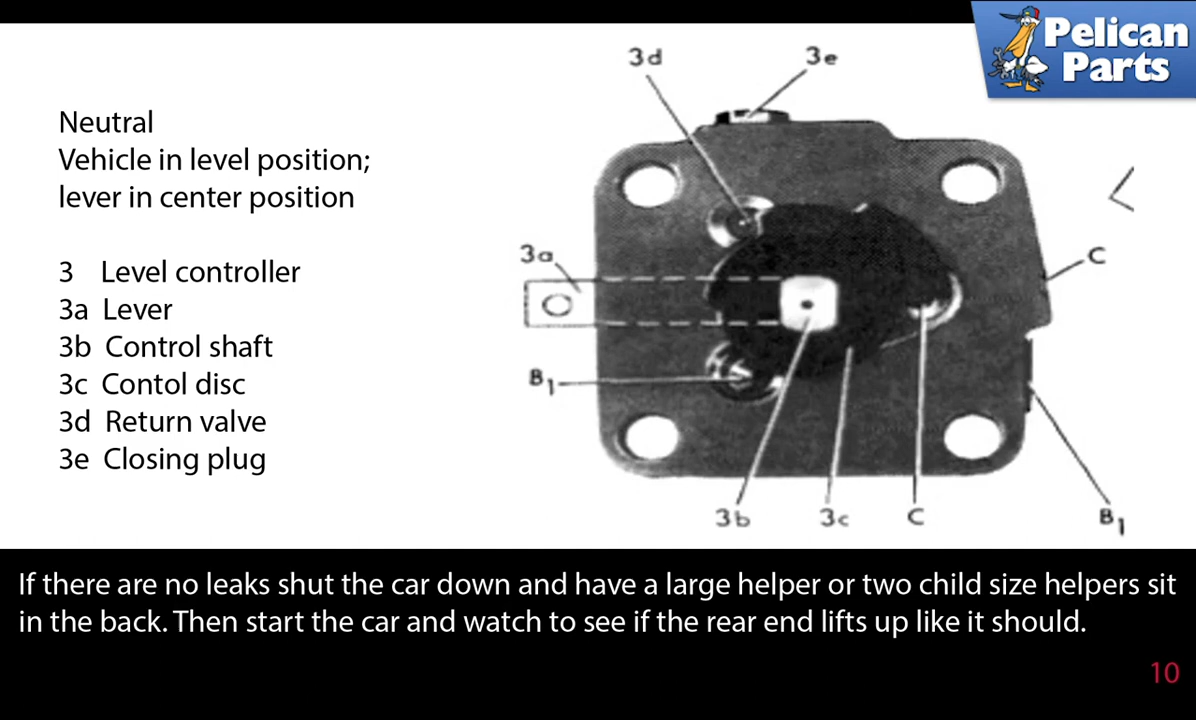 Pelican
Parts
Neutral
Vehicle in level position;
lever in center position
3 Level controller
3a Lever
3b Control shaft
3c Contol disc
3d Return valve
3e Closing plug
3d
3e
3a
C
B1
3b
3c
C
B1
If there are no leaks shut the car down and have a large helper or two child size helpers sit
in the back. Then start the car and watch to see if the rear end lifts up like it should.
10